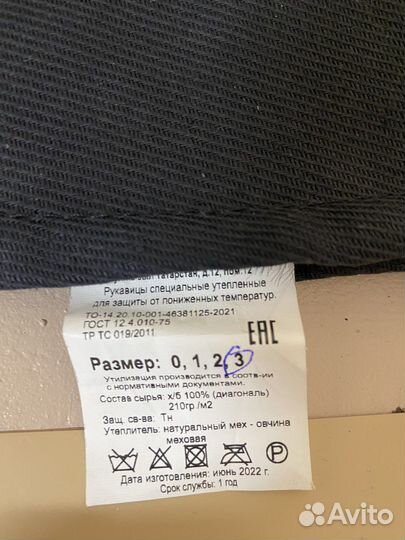 Татарская, д.12, пом.12
Рукавицы специальные утепленные
для защиты от пониженных температур.
ТО-14.20.10-001-46381125-2021
ГОСТ 12.4.010-75
ТР ТС 019/2011
EAC
Размер: 0, 1, 2, 3
Утилизация производится в соотв-ии
с нормативными документами.
Состав сырья: х/б 100% (диагональ)
210гр./м2
Защ. св-ва: Тн
Утеплитель: натуральный мех - овчина
меховая
P
Дата изготовления: июнь 2022 г.
Срок службы: 1 год
Avito